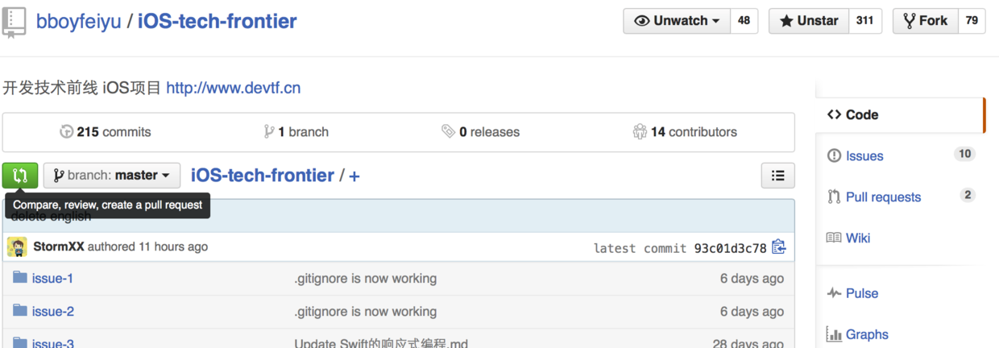 bboyfeiyu / iOS-tech-frontier
Unwatch 48 Unstar 311 Fork 79
开发技术前线 iOS项目 http://www.devtf.cn
215 commits 1 branch 0 releases 14 contributors
branch: master iOS-tech-frontier / +
Compare, review, create a pull request
delete english
StormXX authored 11 hours ago latest commit 93c01d3c78
issue-1 .gitignore is now working 6 days ago
issue-2 .gitignore is now working 6 days ago
issue-3 Update Swift的响应式编程.md 28 days ago
Code
Issues 10
Pull requests 2
Wiki
Pulse
Graphs